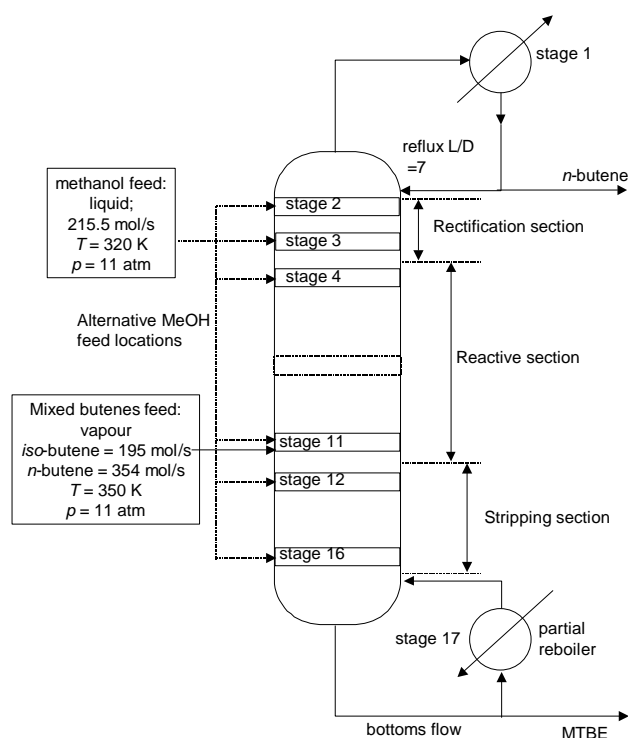 stage 1
reflux L/D
=7
n-butene
methanol feed:
liquid;
215.5 mol/s
T = 320 K
p = 11 atm
stage 2
stage 3
stage 4
Rectification section
Alternative MeOH
feed locations
Reactive section
Mixed butenes feed:
vapour
iso-butene = 195 mol/s
n-butene = 354 mol/s
T = 350 K
p = 11 atm
stage 11
stage 12
Stripping section
stage 16
stage 17
partial
reboiler
bottoms flow
MTBE